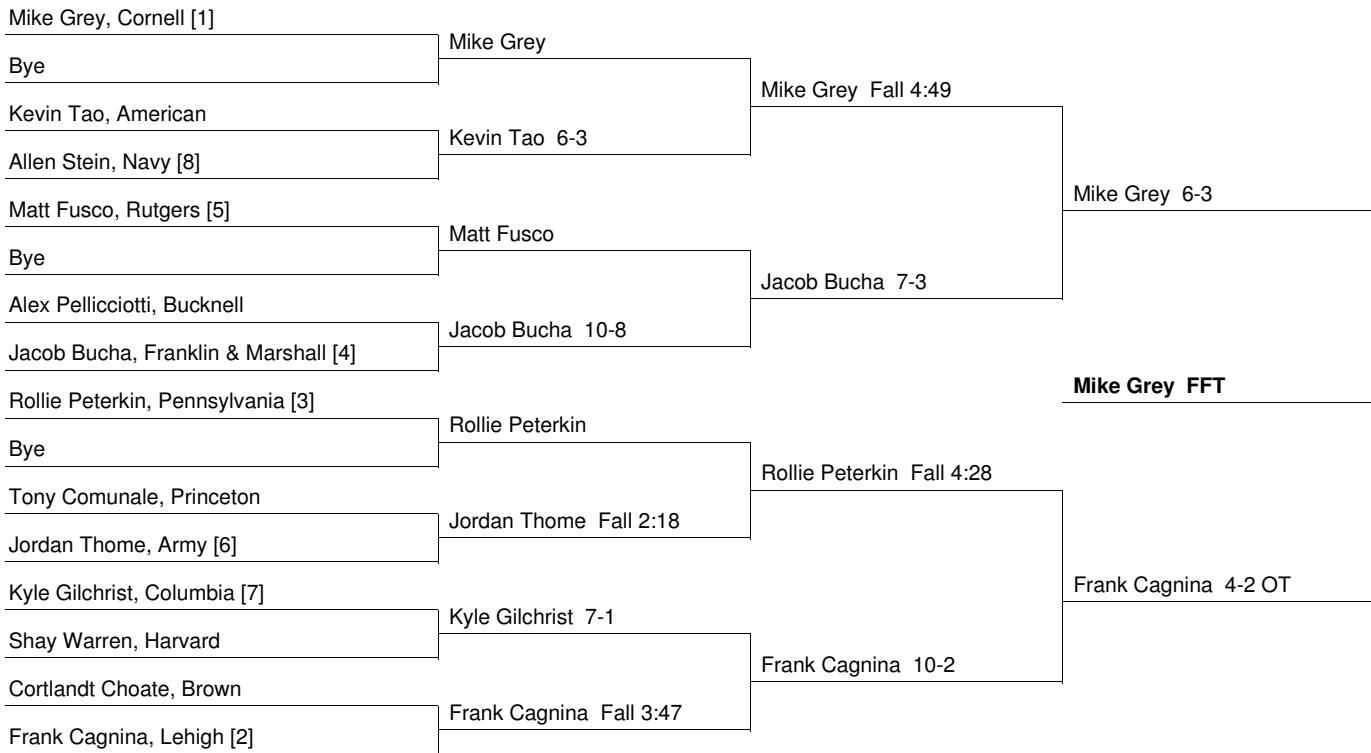 Mike Grey, Cornell [1]
Bye
Kevin Tao, American
Allen Stein, Navy [8]
Matt Fusco, Rutgers [5]
Bye
Alex Pellicciotti, Bucknell
Jacob Bucha, Franklin & Marshall [4]
Rollie Peterkin, Pennsylvania [3]
Bye
Tony Comunale, Princeton
Jordan Thome, Army [6]
Kyle Gilchrist, Columbia [7]
Shay Warren, Harvard
Cortlandt Choate, Brown
Frank Cagnina, Lehigh [2]
Mike Grey
Kevin Tao 6-3
Matt Fusco
Jacob Bucha 10-8
Rollie Peterkin
Jordan Thome Fall 2:18
Kyle Gilchrist 7-1
Frank Cagnina Fall 3:47
Mike Grey Fall 4:49
Jacob Bucha 7-3
Rollie Peterkin Fall 4:28
Frank Cagnina 10-2
Mike Grey 6-3
Mike Grey FFT
Frank Cagnina 4-2 OT